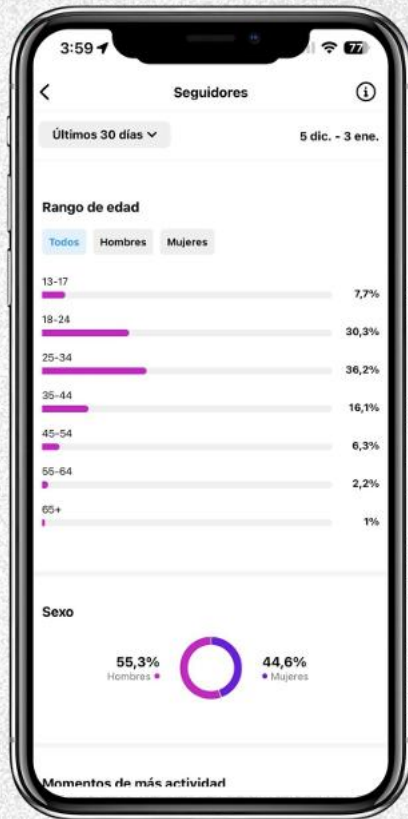 3:59
77
Seguidores
Últimos 30 días
5 dic. - 3 ene.
Rango de edad
Todos Hombres Mujeres
13-17
7,7%
18-24
30,3%
25-34
36,2%
35-44
16,1%
45-54
6,3%
55-64
2,2%
65+
1%
Sexo
55,3%
Hombres
44,6%
Mujeres
Momentos de más actividad